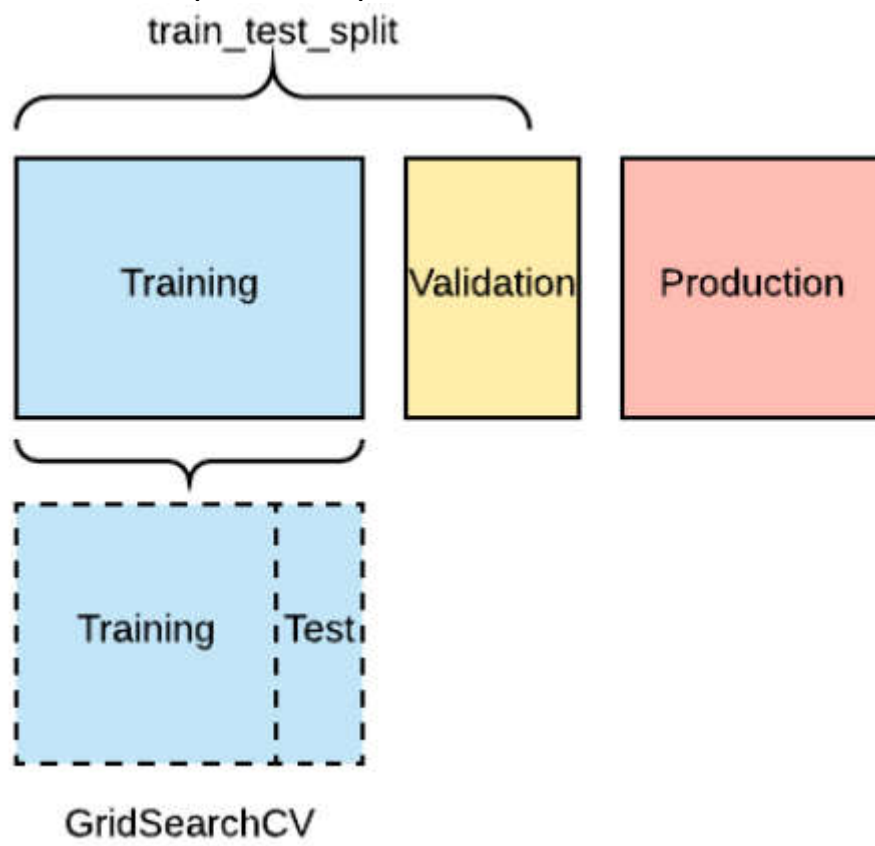 train_test_split
Training
Validation
Production
Training
Test
GridSearchCV